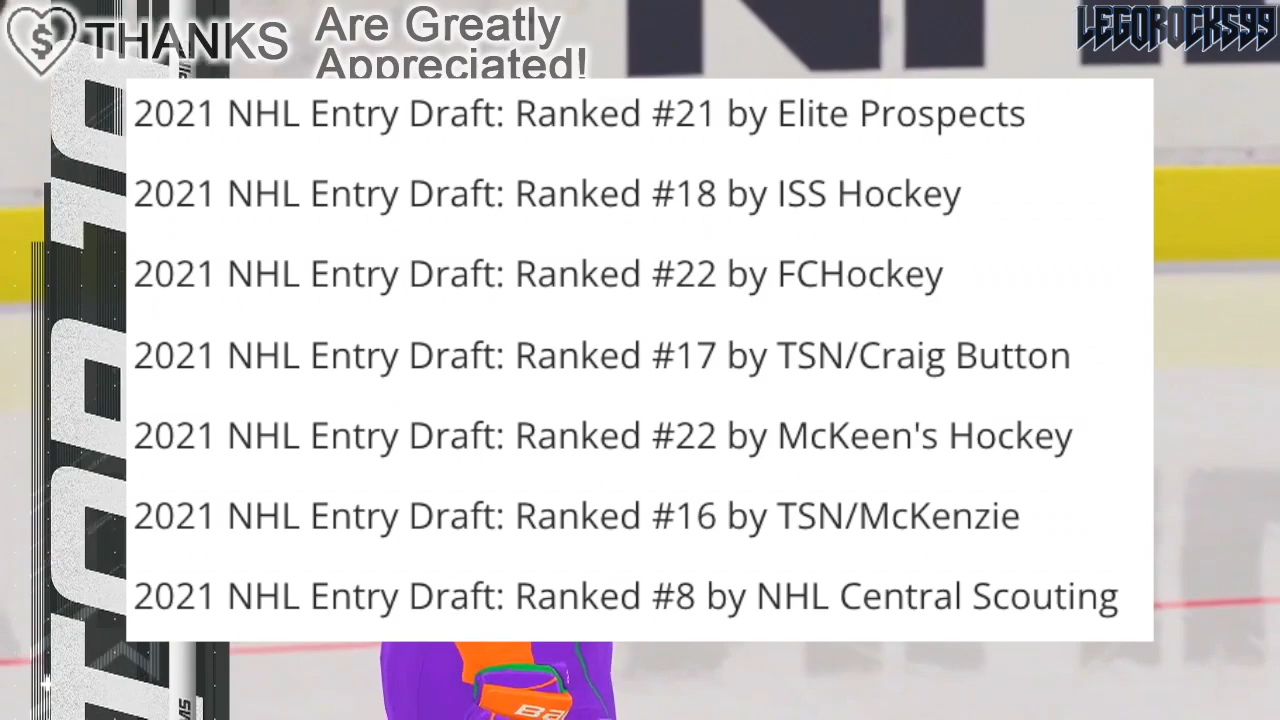 THANKS
Are Greatly
Appreciated!
LEGOROCKS99
2021 NHL Entry Draft: Ranked #21 by Elite Prospects
2021 NHL Entry Draft: Ranked #18 by ISS Hockey
2021 NHL Entry Draft: Ranked #22 by FCHockey
2021 NHL Entry Draft: Ranked #17 by TSN/Craig Button
2021 NHL Entry Draft: Ranked #22 by McKeen's Hockey
2021 NHL Entry Draft: Ranked #16 by TSN/McKenzie
2021 NHL Entry Draft: Ranked #8 by NHL Central Scouting